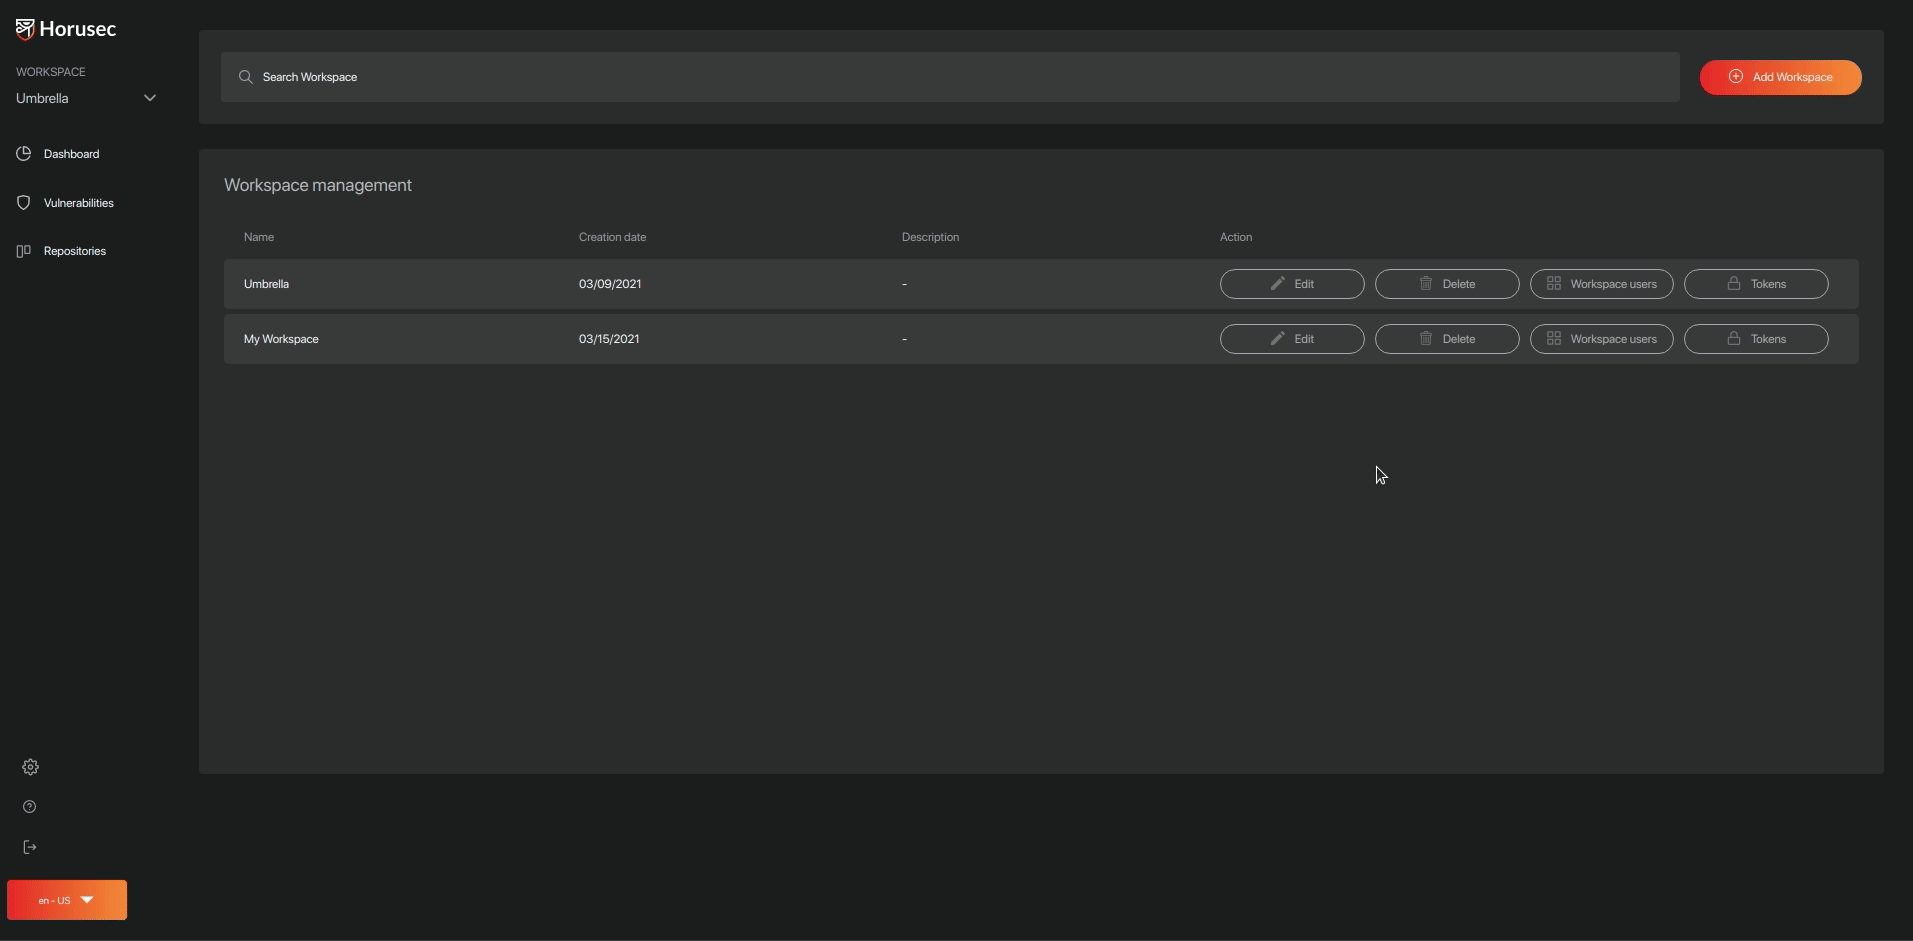 Horusec
WORKSPACE
Umbrella
Dashboard
Vulnerabilities
Repositories
en - US
Search Workspace
Add Workspace
Workspace management
Name Creation date Description Action
Umbrella 03/09/2021 - Edit Delete Workspace users Tokens
My Workspace 03/15/2021 - Edit Delete Workspace users Tokens